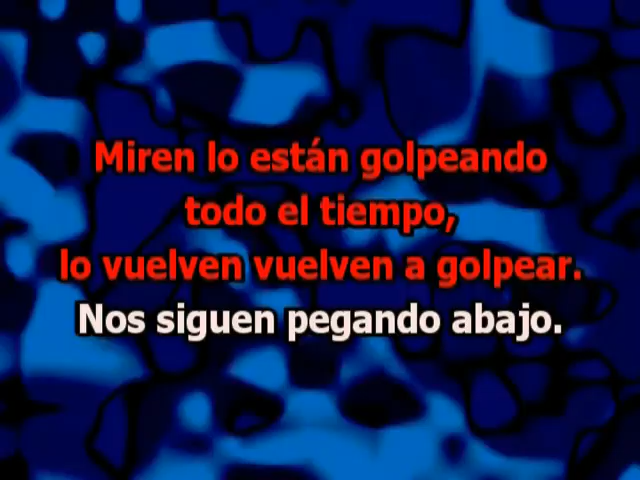 Miren lo están golpeando
todo el tiempo,
lo vuelven vuelven a golpear.
Nos siguen pegando abajo.